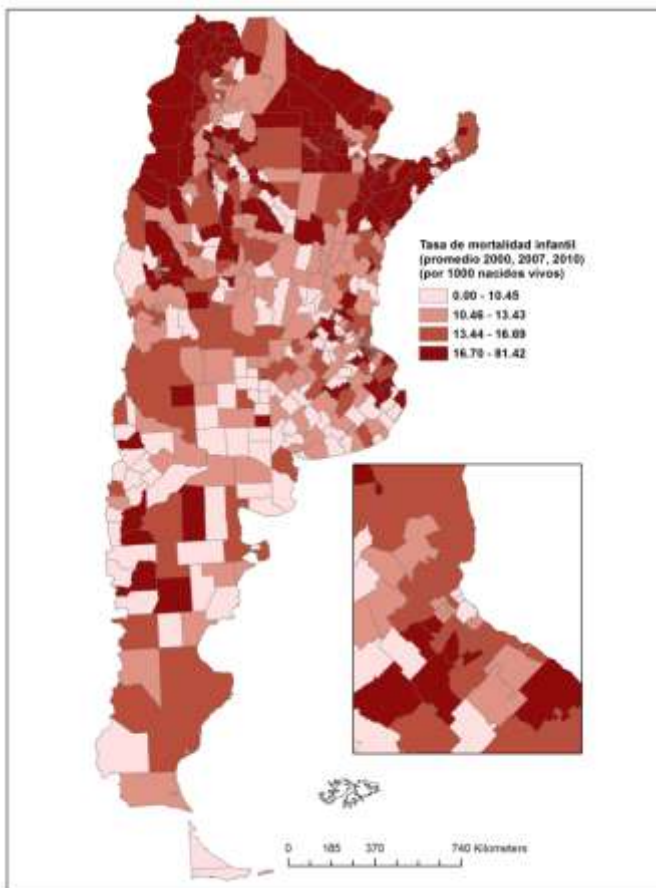 Tasa de mortalidad infantil
(promedio 2000, 2007, 2010)
(por 1000 nacidos vivos)
0.00 - 10.45
10.46 - 13.43
13.44 - 16.69
16.70 - 81.42
0 185 370 740 Kilometers